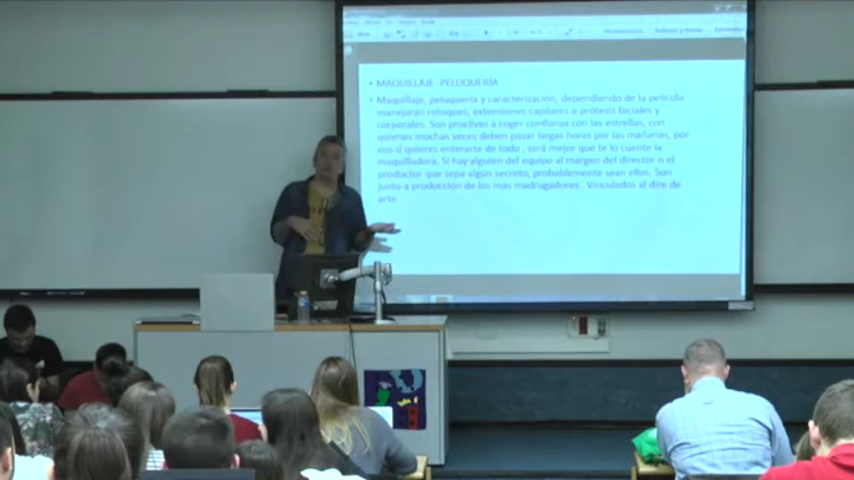 • MAQUILLAJE - PELUQUERÍA
• Maquillaje, peluquería y caracterización, dependiendo de la película
manejarán retoques, extensiones capilares o prótesis faciales y
corporales. Son proclives a coger confianza con las estrellas, con
quienes muchas veces deben pasar largas horas por las mañanas, por
eso si quieres enterarte de todo , será mejor que te lo cuente la
maquilladora. Si hay alguien del equipo al margen del director o el
productor que sepa algún secreto, probablemente sean ellos. Son
junto a producción de los más madrugadores. Vinculados al dire de
arte